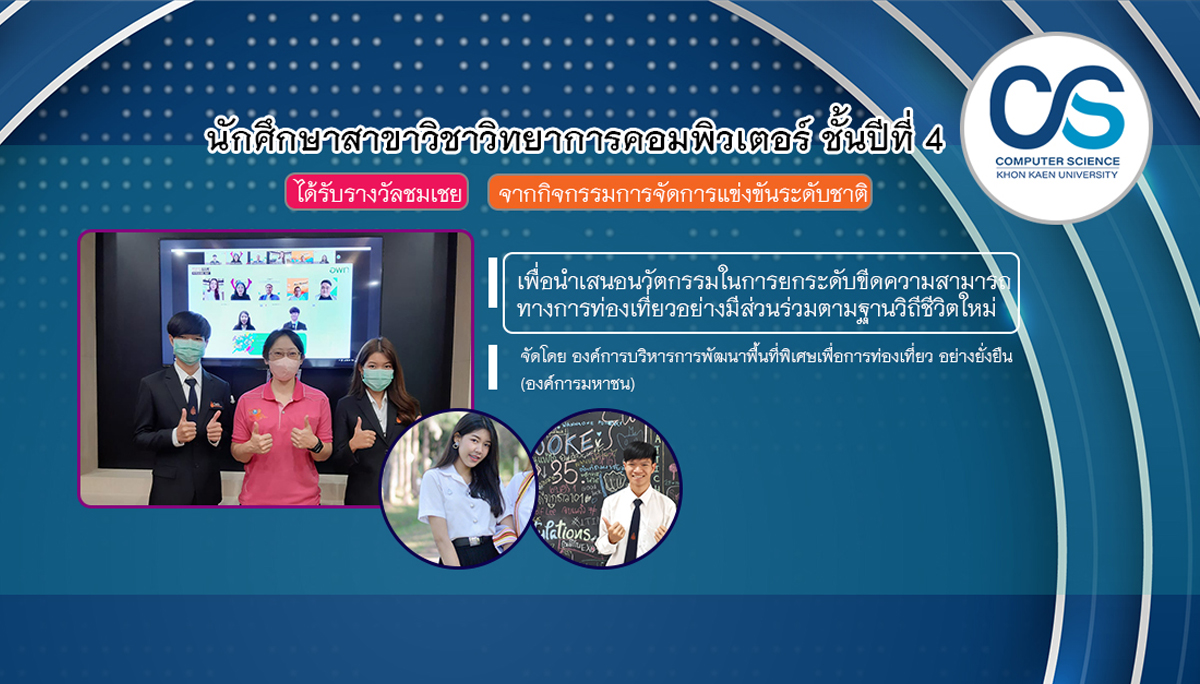 นักศึกษาสาขาวิชาวิทยาการคอมพิวเตอร์ ชั้นปีที่ 4
CS
COMPUTER SCIENCE
KHON KAEN UNIVERSITY
ได้รับรางวัลชมเชย
จากกิจกรรมการจัดการแข่งขันระดับชาติ
เพื่อนำเสนอนวัตกรรมในการยกระดับขีดความสามารถ
ทางการท่องเที่ยวอย่างมีส่วนร่วมตามฐานวิถีชีวิตใหม่
จัดโดย องค์การบริหารการพัฒนาพื้นที่พิเศษเพื่อการท่องเที่ยว อย่างยั่งยืน
(องค์การมหาชน)
OWN
OKE
35